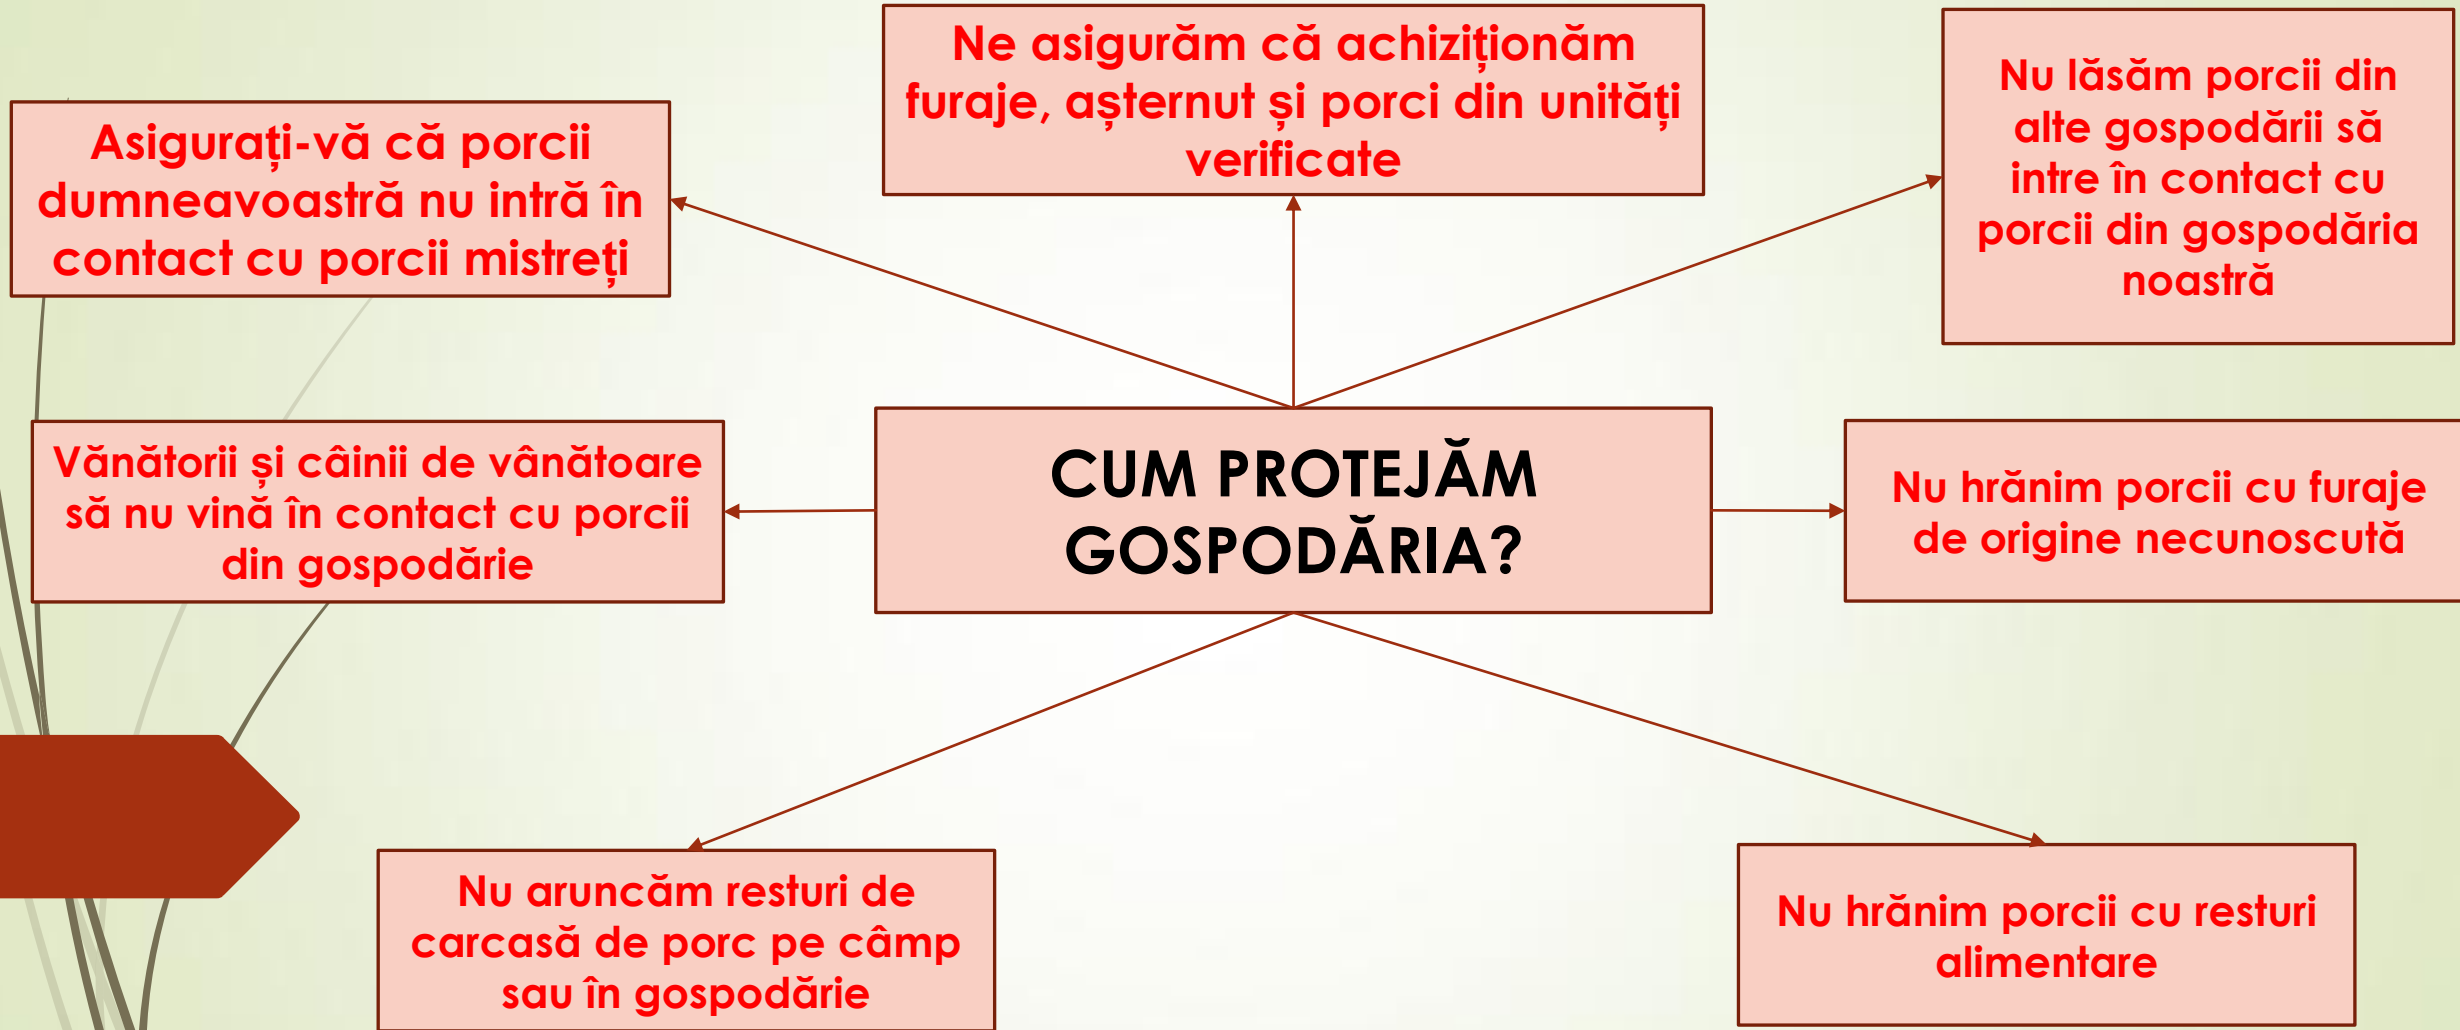 Ne asigurăm că achiziționăm
furaje, așternut și porci din unități
verificate
Asigurați-vă că porcii
dumneavoastră nu intră în
contact cu porcii mistreți
Nu lăsăm porcii din
alte gospodării să
intre în contact cu
porcii din gospodăria
noastră
Vănătorii și câinii de vânătoare
să nu vină în contact cu porcii
din gospodărie
CUM PROTEJĂM
GOSPODĂRIA?
Nu hrănim porcii cu furaje
de origine necunoscută
Nu aruncăm resturi de
carcasă de porc pe câmp
sau în gospodărie
Nu hrănim porcii cu resturi
alimentare